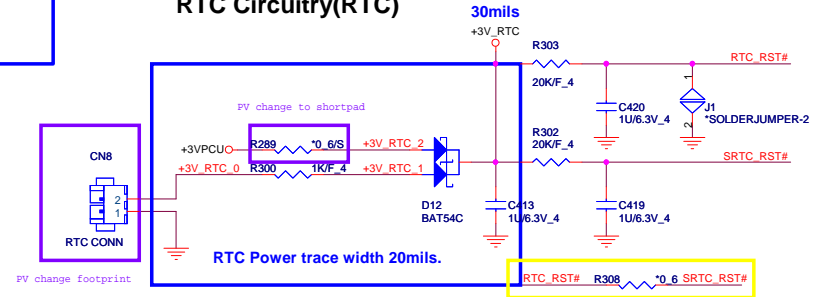 RTC Circuitry(RTC)
30mils
+3V_RTC
R303
RTC_RST#
20K/F_4
PV change to shortpad
1
C420
1U/6.3V_4
J1
*SOLDERJUMPER-2
2
+3VPCU
R289
*0_6/S
+3V_RTC_2
R302
20K/F_4
SRTC_RST#
CN8
+3V_RTC_0
R300
1K/F_4
+3V_RTC_1
2
1
D12
BAT54C
C413
1U/6.3V_4
C419
1U/6.3V_4
RTC CONN
RTC Power trace width 20mils.
PV change footprint
RTC_RST#
R308
*0_6
SRTC_RST#